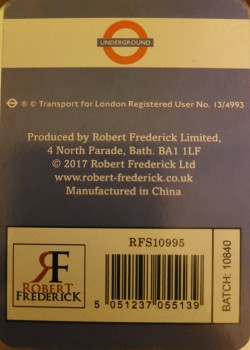 UNDERGROUND
® © Transport for London Registered User No. 13/4993
Produced by Robert Frederick Limited,
4 North Parade, Bath. BA1 1LF
© 2017 Robert Frederick Ltd
www.robert-frederick.co.uk
Manufactured in China
RF
ROBERT
FREDERICK
RFS10995
5 051237 055139
BATCH: 10840